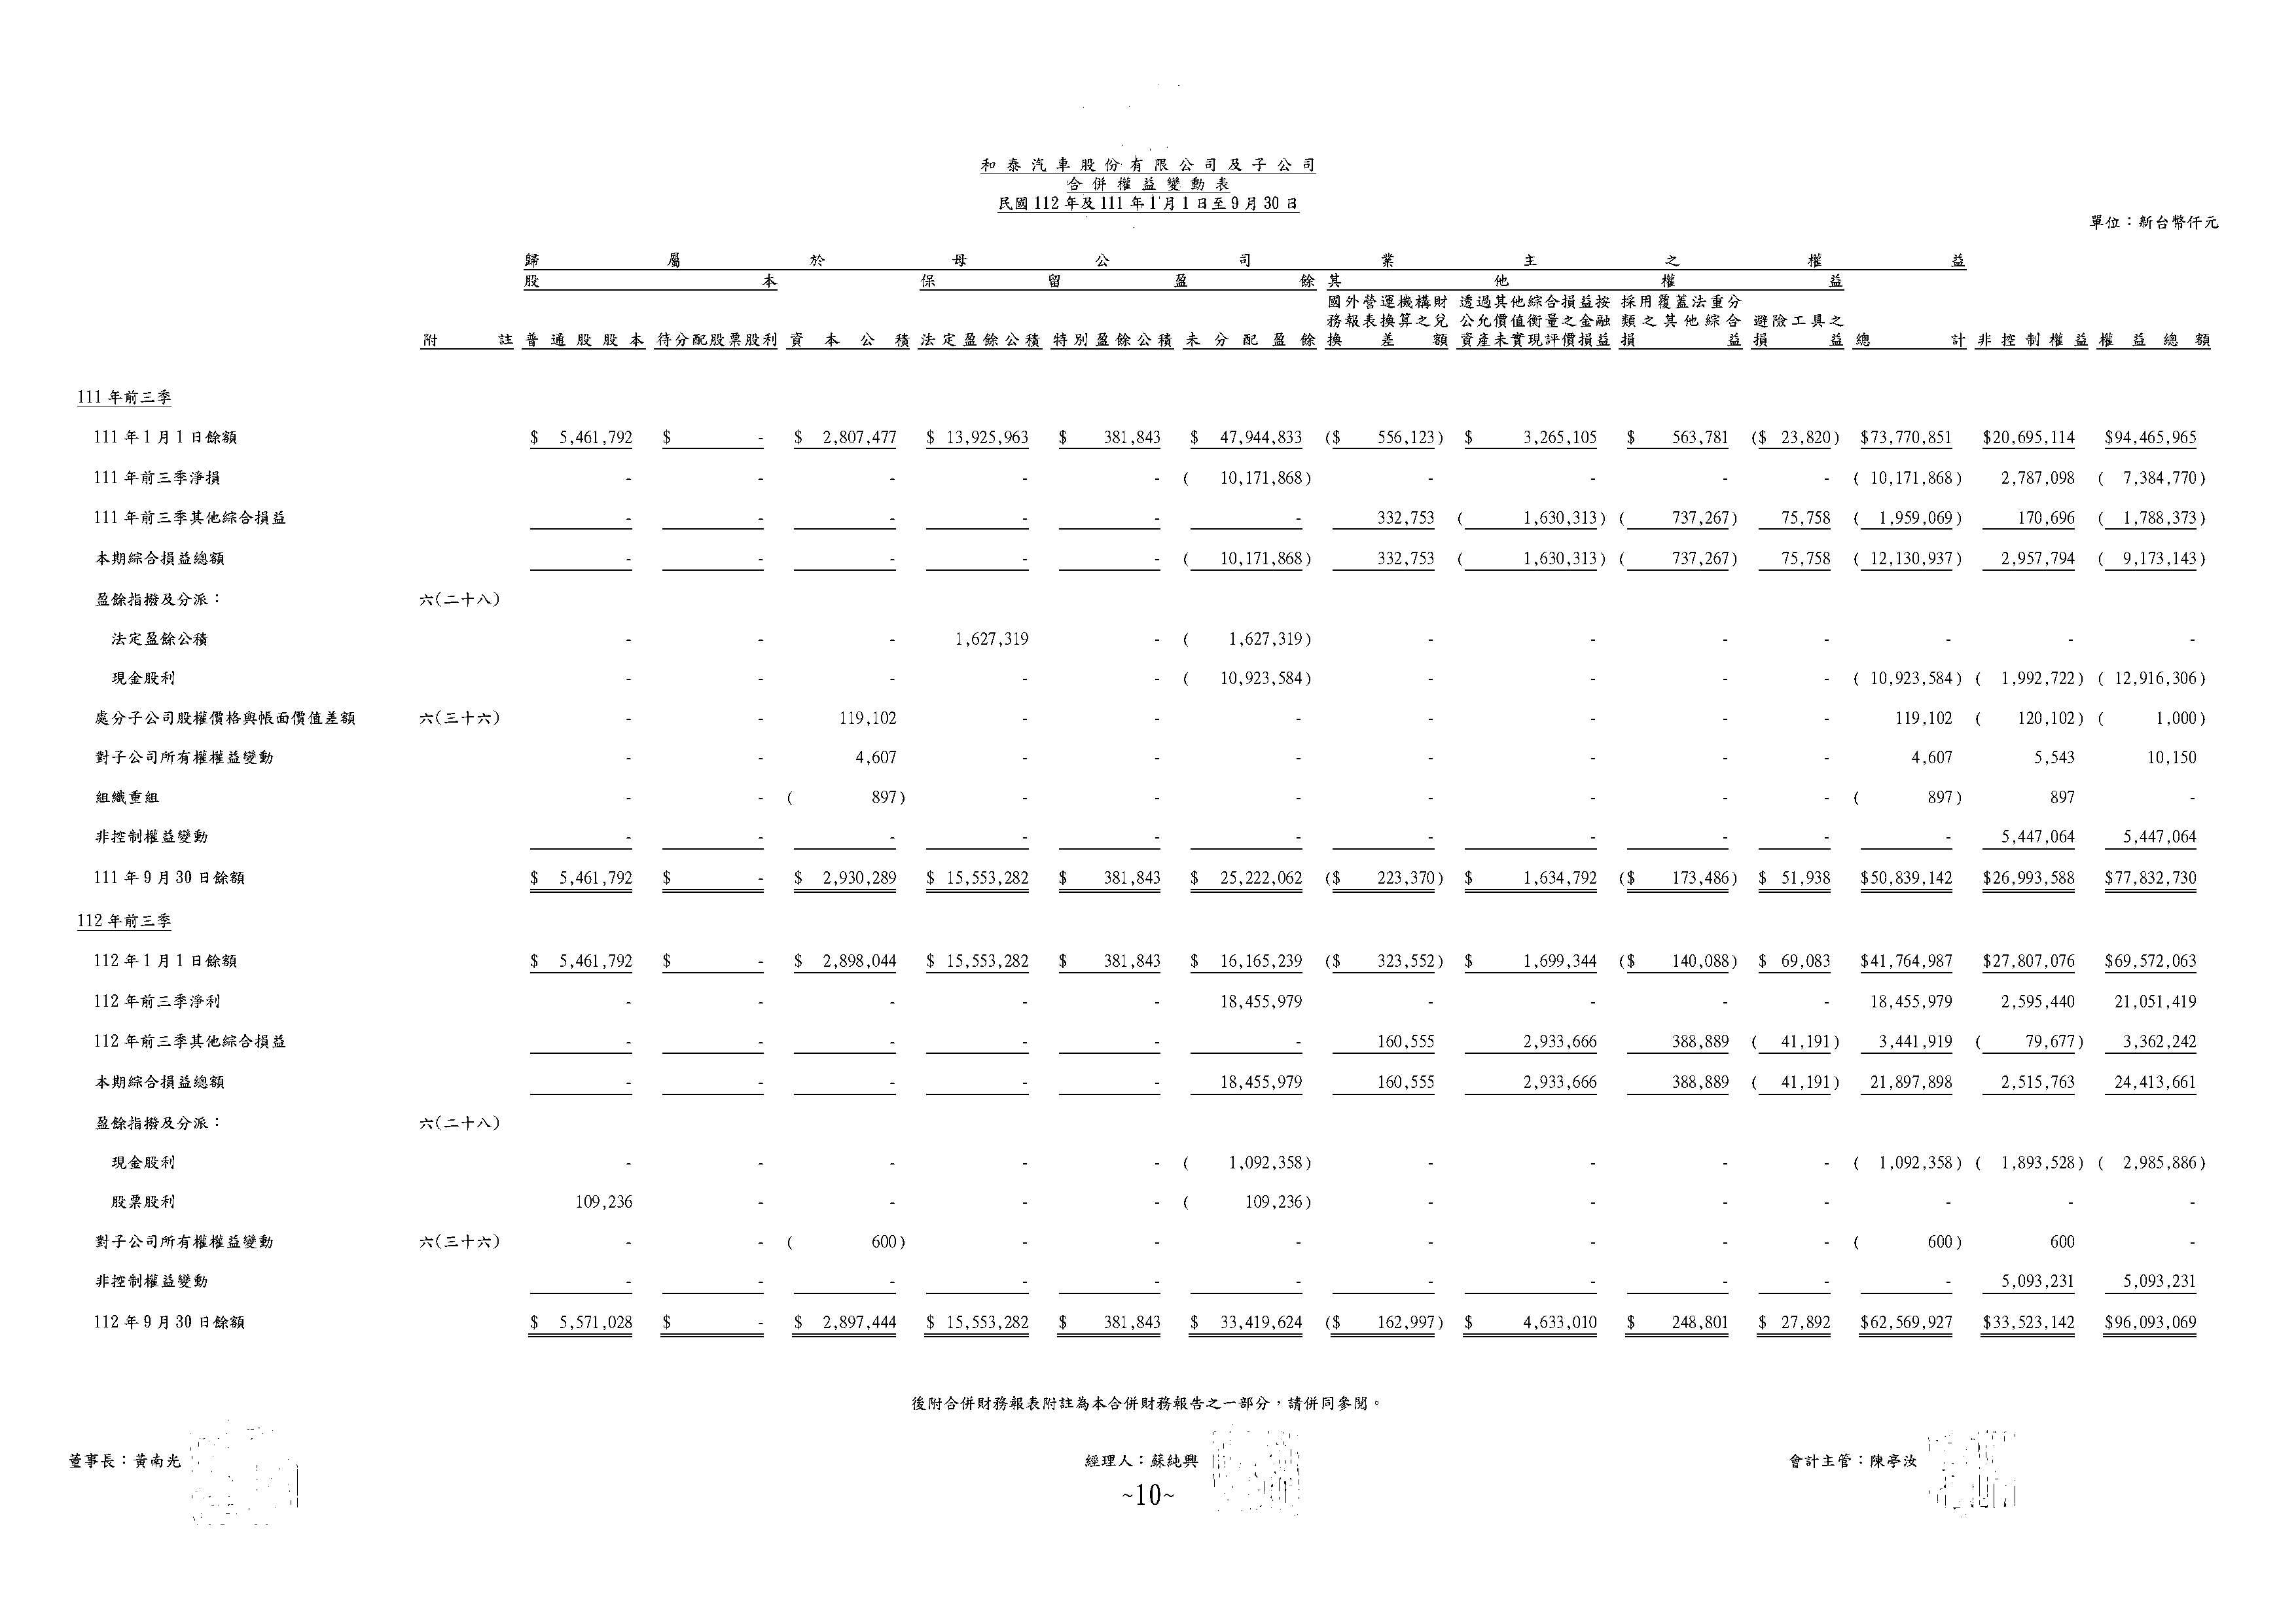 和泰汽車股份有限公司及子公司
合併權益變動表
民國112年及111年1月1日至9月30日
單位：新台幣仟元
歸屬於母公司業主之權益
股本 保留盈餘 其他權益
國外營運機構財 透過其他綜合損益按 採用覆蓋法重分
務報表換算之兌 公允價值衡量之金融 類之其他綜合 避險工具之
附註 普通股股本 待分配股票股利 資本公積 法定盈餘公積 特別盈餘公積 未分配盈餘 換差額 資產未實現評價損益 損益 損益 總計 非控制權益 權益總額
111年前三季
111年1月1日餘額 $ 5,461,792 $ - $ 2,807,477 $ 13,925,963 $ 381,843 $ 47,944,833 ($ 556,123) $ 3,265,105 $ 563,781 ($ 23,820) $73,770,851 $20,695,114 $94,465,965
111年前三季淨損 - - - - - ( 10,171,868) - - - - ( 10,171,868) 2,787,098 ( 7,384,770)
111年前三季其他綜合損益 - - - - - - 332,753 ( 1,630,313) ( 737,267) 75,758 ( 1,959,069) 170,696 ( 1,788,373)
本期綜合損益總額 - - - - - ( 10,171,868) 332,753 ( 1,630,313) ( 737,267) 75,758 ( 12,130,937) 2,957,794 ( 9,173,143)
盈餘指撥及分派： 六(二十八)
法定盈餘公積 - - - 1,627,319 - ( 1,627,319) - - - - - - -
現金股利 - - - - - ( 10,923,584) - - - - ( 10,923,584) ( 1,992,722) ( 12,916,306)
處分子公司股權價格與帳面價值差額 六(三十六) - - 119,102 - - - - - - - 119,102 ( 120,102) ( 1,000)
對子公司所有權權益變動 - - 4,607 - - - - - - - 4,607 5,543 10,150
組織重組 - - ( 897) - - - - - - - ( 897) 897 -
非控制權益變動 - - - - - - - - - - - 5,447,064 5,447,064
111年9月30日餘額 $ 5,461,792 $ - $ 2,930,289 $ 15,553,282 $ 381,843 $ 25,222,062 ($ 223,370) $ 1,634,792 ($ 173,486) $ 51,938 $50,839,142 $26,993,588 $77,832,730
112年前三季
112年1月1日餘額 $ 5,461,792 $ - $ 2,898,044 $ 15,553,282 $ 381,843 $ 16,165,239 ($ 323,552) $ 1,699,344 ($ 140,088) $ 69,083 $41,764,987 $27,807,076 $69,572,063
112年前三季淨利 - - - - - 18,455,979 - - - - 18,455,979 2,595,440 21,051,419
112年前三季其他綜合損益 - - - - - - 160,555 2,933,666 388,889 ( 41,191) 3,441,919 ( 79,677) 3,362,242
本期綜合損益總額 - - - - - 18,455,979 160,555 2,933,666 388,889 ( 41,191) 21,897,898 2,515,763 24,413,661
盈餘指撥及分派： 六(二十八)
現金股利 - - - - - ( 1,092,358) - - - - ( 1,092,358) ( 1,893,528) ( 2,985,886)
股票股利 109,236 - - - - ( 109,236) - - - - - - -
對子公司所有權權益變動 六(三十六) - - ( 600) - - - - - - - ( 600) 600 -
非控制權益變動 - - - - - - - - - - - 5,093,231 5,093,231
112年9月30日餘額 $ 5,571,028 $ - $ 2,897,444 $ 15,553,282 $ 381,843 $ 33,419,624 ($ 162,997) $ 4,633,010 $ 248,801 $ 27,892 $62,569,927 $33,523,142 $96,093,069
後附合併財務報表附註為本合併財務報告之一部分，請併同參閱。
董事長：黃南光 經理人：蘇純興 會計主管：陳亭汝
~10~